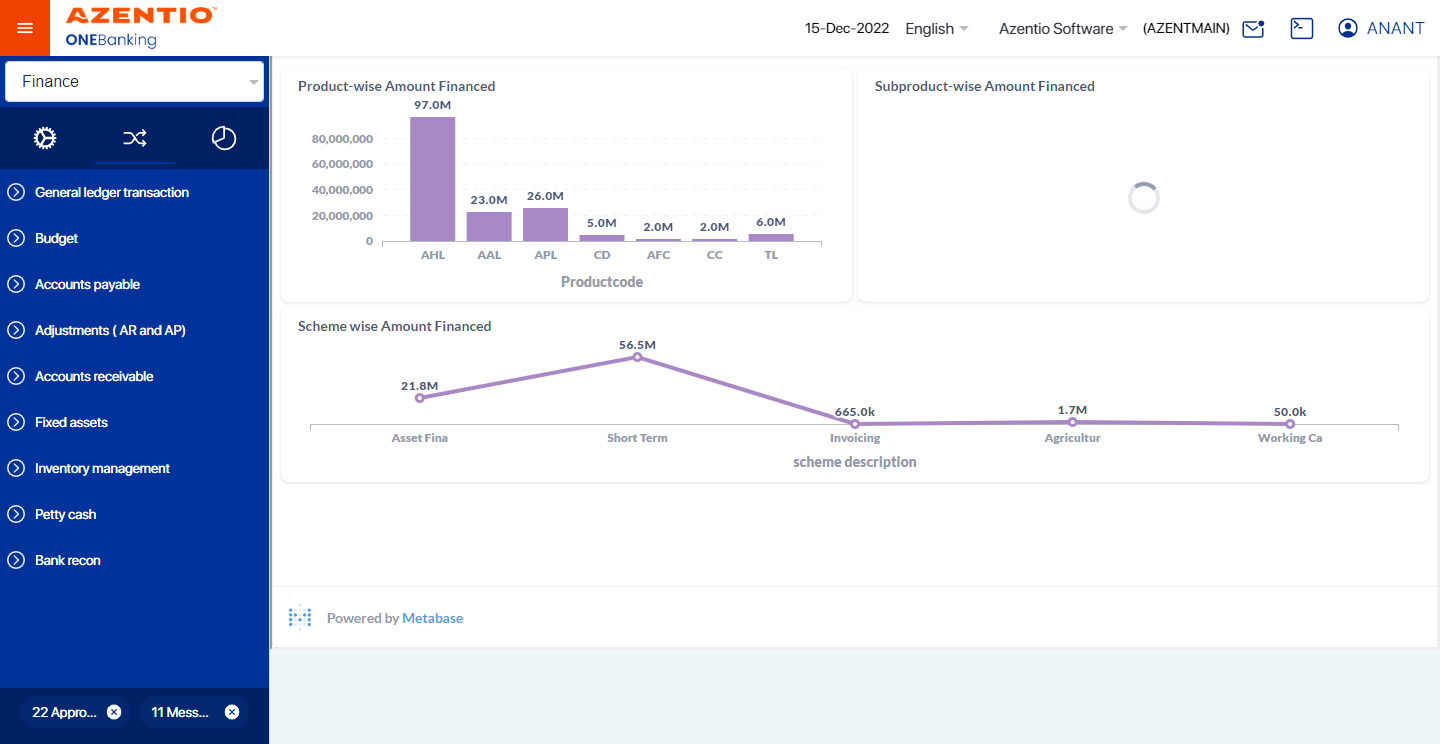 AZENTIO™
ONEBanking
15-Dec-2022 English Azentio Software (AZENTMAIN) ANANT
Finance
General ledger transaction
Budget
Accounts payable
Adjustments ( AR and AP)
Accounts receivable
Fixed assets
Inventory management
Petty cash
Bank recon
22 Appro...
11 Mess...
Product-wise Amount Financed
97.0M
80,000,000
60,000,000
40,000,000
20,000,000
0
23.0M
26.0M
5.0M
2.0M
2.0M
6.0M
AHL AAL APL CD AFC CC TL
Productcode
Subproduct-wise Amount Financed
Scheme wise Amount Financed
21.8M
56.5M
665.0k
1.7M
50.0k
Asset Fina Short Term Invoicing Agricultur Working Ca
scheme description
Powered by Metabase